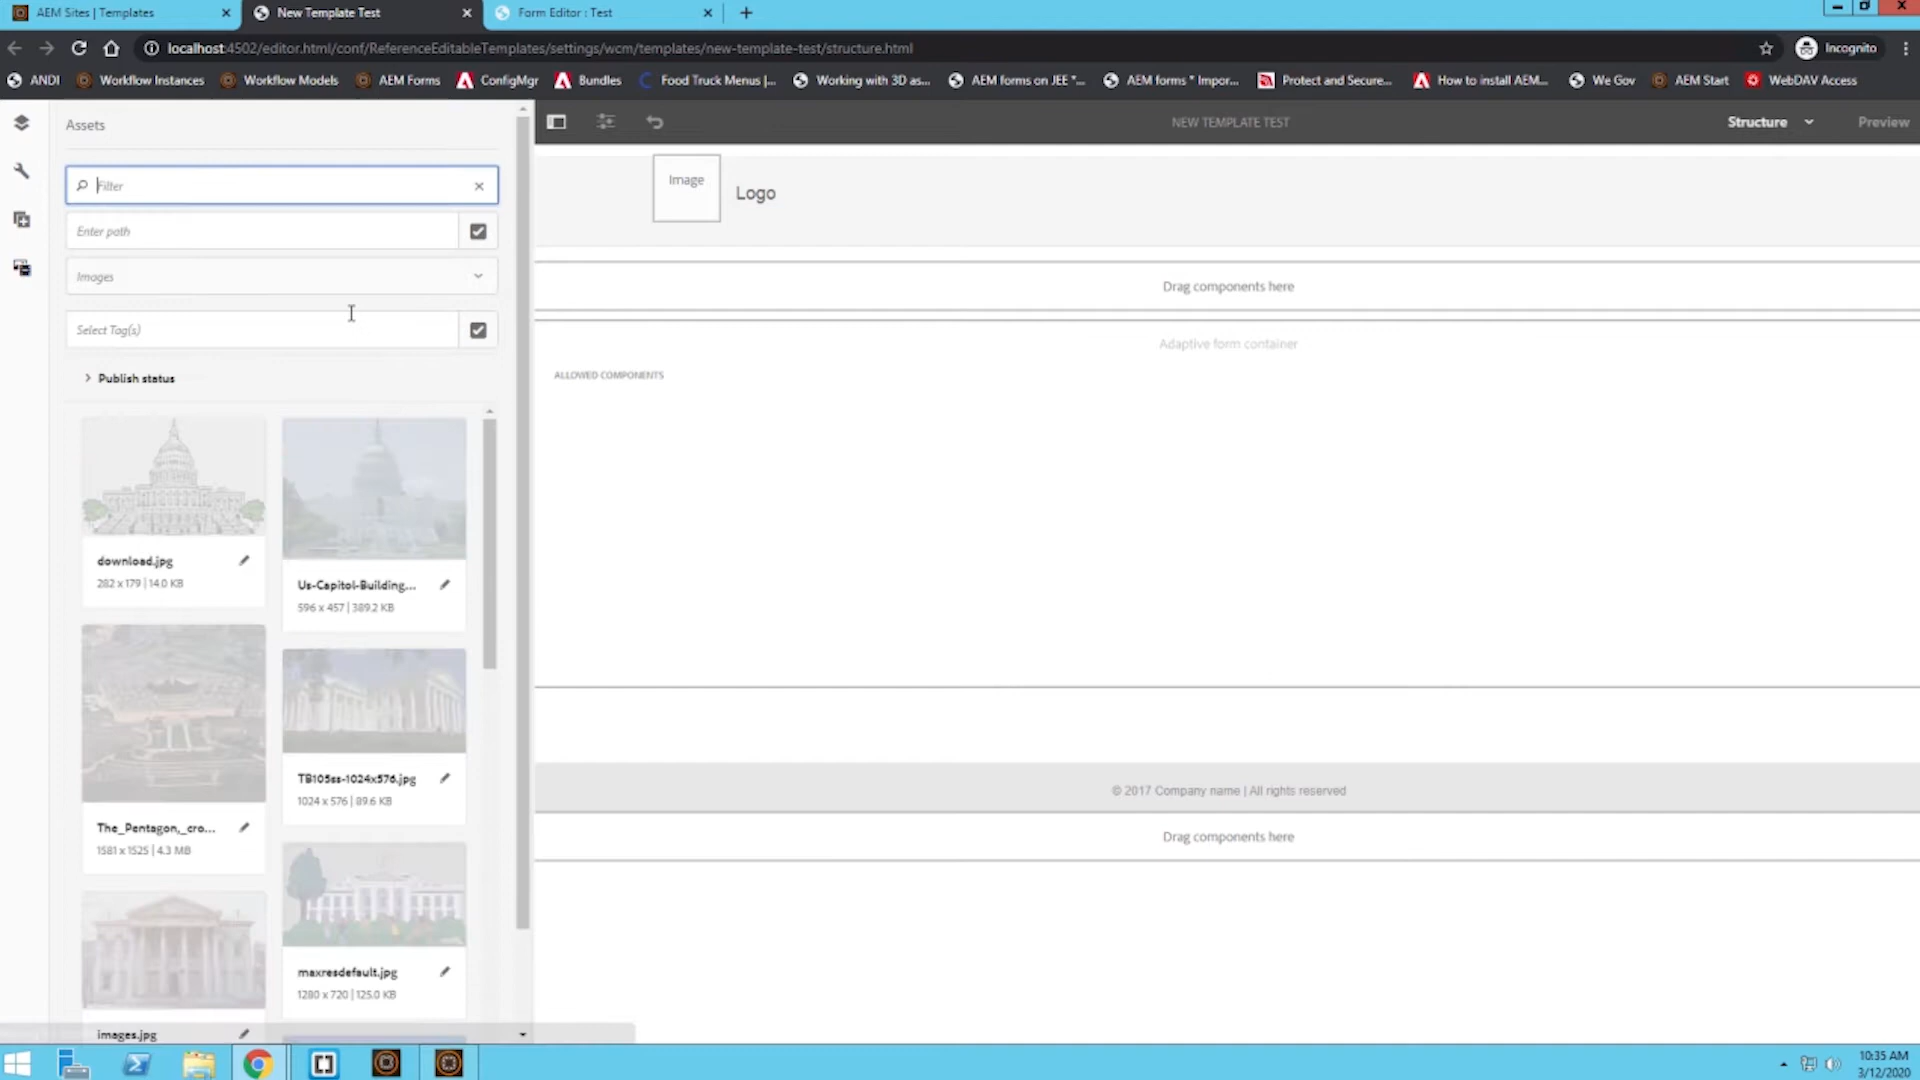 AEM Sites | Templates
New Template Test
Form Editor : Test
localhost:4502/editor.html/conf/ReferenceEditableTemplates/settings/wcm/templates/new-template-test/structure.html
Incognito
ANDI
Workflow Instances
Workflow Models
AEM Forms
ConfigMgr
Bundles
Food Truck Menus |...
Working with 3D as...
AEM forms on JEE "...
AEM forms * Impor...
Protect and Secure...
How to install AEM...
We Gov
AEM Start
WebDAV Access
Assets
NEW TEMPLATE TEST
Structure
Preview
Filter
Enter path
Images
Select Tag(s)
Publish status
Image
Logo
Drag components here
Adaptive form container
ALLOWED COMPONENTS
download.jpg
282 x 179 | 14.0 KB
Us-Capitol-Building...
596 x 457 | 389.2 KB
The_Pentagon,_cro...
1581 x 1525 | 4.3 MB
TB105ss-1024x576.jpg
1024 x 576 | 89.6 KB
maxresdefault.jpg
1280 x 720 | 125.0 KB
images.jpg
© 2017 Company name | All rights reserved
Drag components here
10:35 AM
3/12/2020